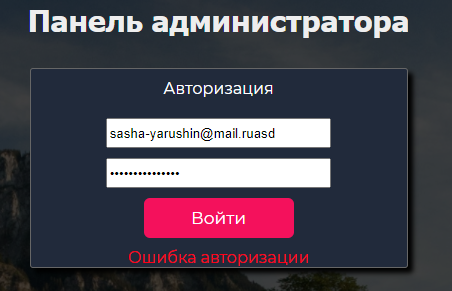 Панель администратора
Авторизация
sasha-yarushin@mail.ruasd
•••••••••••••••
Войти
Ошибка авторизации